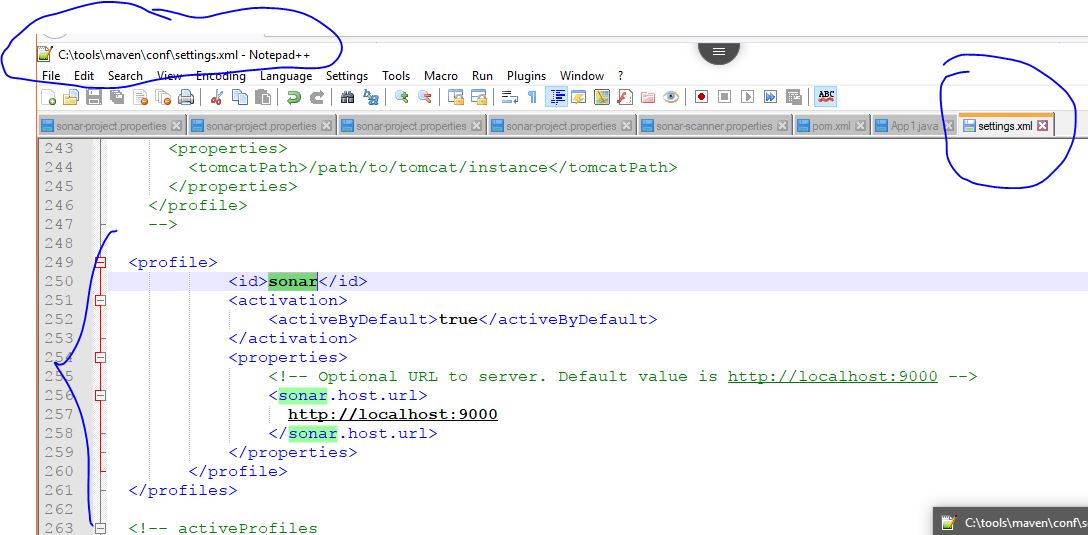 C:\tools\maven\conf\settings.xml - Notepad++
File Edit Search View Encoding Language Settings Tools Macro Run Plugins Window ?
ABC
sonar-project.properties sonar-project.properties sonar-project.properties sonar-project.properties sonar-scanner.properties pom.xml App1.java settings.xml
243 <properties>
244 <tomcatPath>/path/to/tomcat/instance</tomcatPath>
245 </properties>
246 </profile>
247 -->
248
249 <profile>
250 <id>sonar</id>
251 <activation>
252 <activeByDefault>true</activeByDefault>
253 </activation>
254 <properties>
255 <!-- Optional URL to server. Default value is http://localhost:9000 -->
256 <sonar.host.url>
257 http://localhost:9000
258 </sonar.host.url>
259 </properties>
260 </profile>
261 </profiles>
262
263 <!-- activeProfiles
C:\tools\maven\conf\se